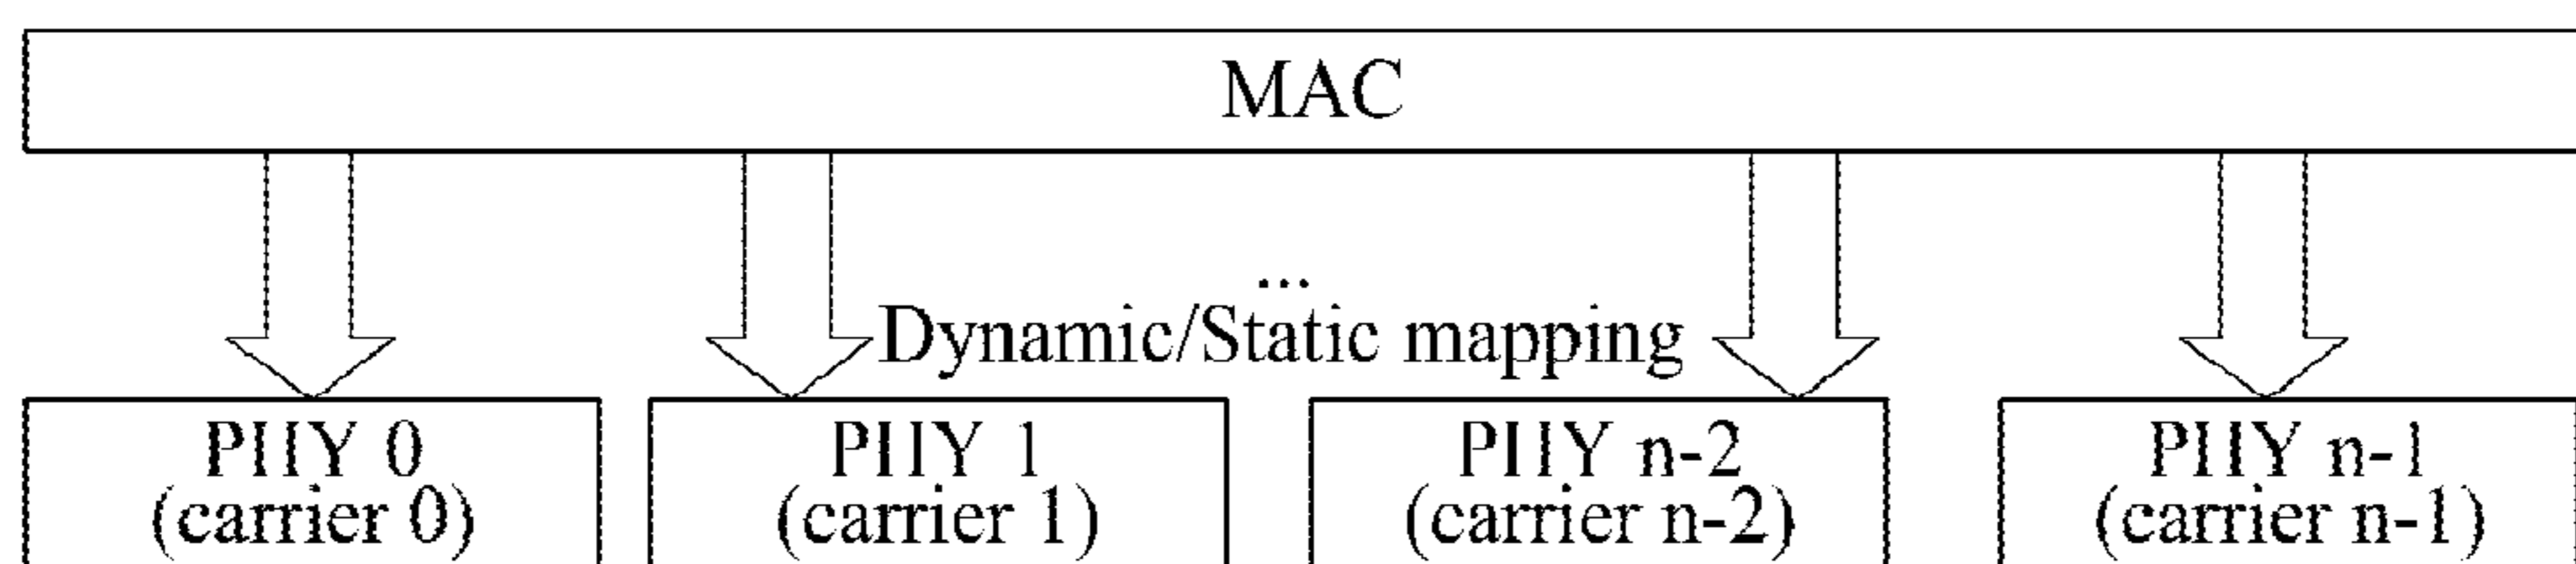 MAC
...
Dynamic/Static mapping
PHY 0
(carrier 0)
PHY 1
(carrier 1)
PHY n-2
(carrier n-2)
PHY n-1
(carrier n-1)